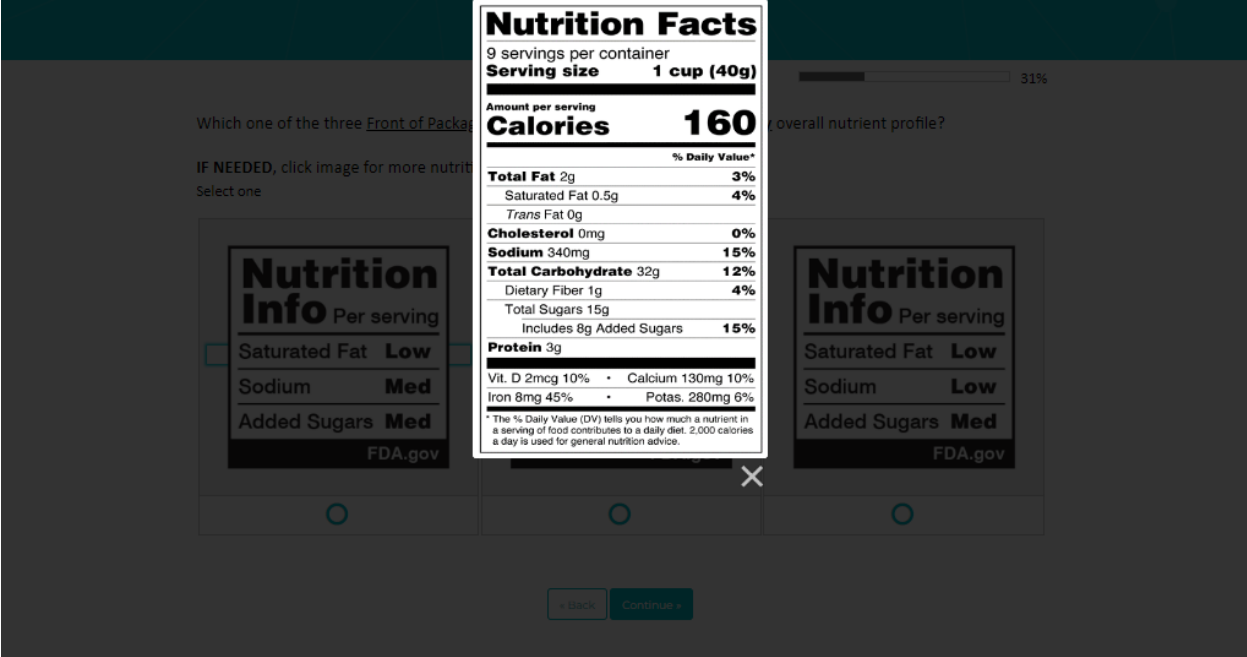 31%
Which one of the three Front of Packag overall nutrient profile?
IF NEEDED, click image for more nutriti
Select one
Nutrition
Info Per serving
Saturated Fat Low
Sodium Med
Added Sugars Med
FDA.gov
Nutrition Facts
9 servings per container
Serving size 1 cup (40g)
Amount per serving
Calories 160
% Daily Value*
Total Fat 2g 3%
Saturated Fat 0.5g 4%
Trans Fat 0g
Cholesterol 0mg 0%
Sodium 340mg 15%
Total Carbohydrate 32g 12%
Dietary Fiber 1g 4%
Total Sugars 15g
Includes 8g Added Sugars 15%
Protein 3g
Vit. D 2mcg 10% • Calcium 130mg 10%
Iron 8mg 45% • Potas. 280mg 6%
* The % Daily Value (DV) tells you how much a nutrient in
a serving of food contributes to a daily diet. 2,000 calories
a day is used for general nutrition advice.
Nutrition
Info Per serving
Saturated Fat Low
Sodium Low
Added Sugars Med
FDA.gov
« Back
Continue »